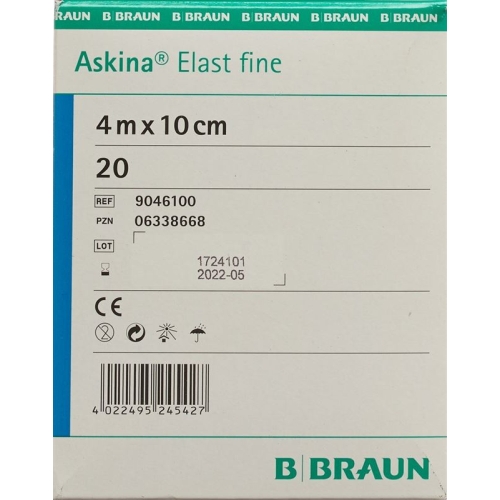 BRAUN B BRAUN B BRAUN B BRAUN B BRAUN
Askina® Elast fine
4 m x 10 cm
20
REF 9046100
PZN 06338668
LOT
1724101
2022-05
CE
2
4 022495 245427
B BRAUN